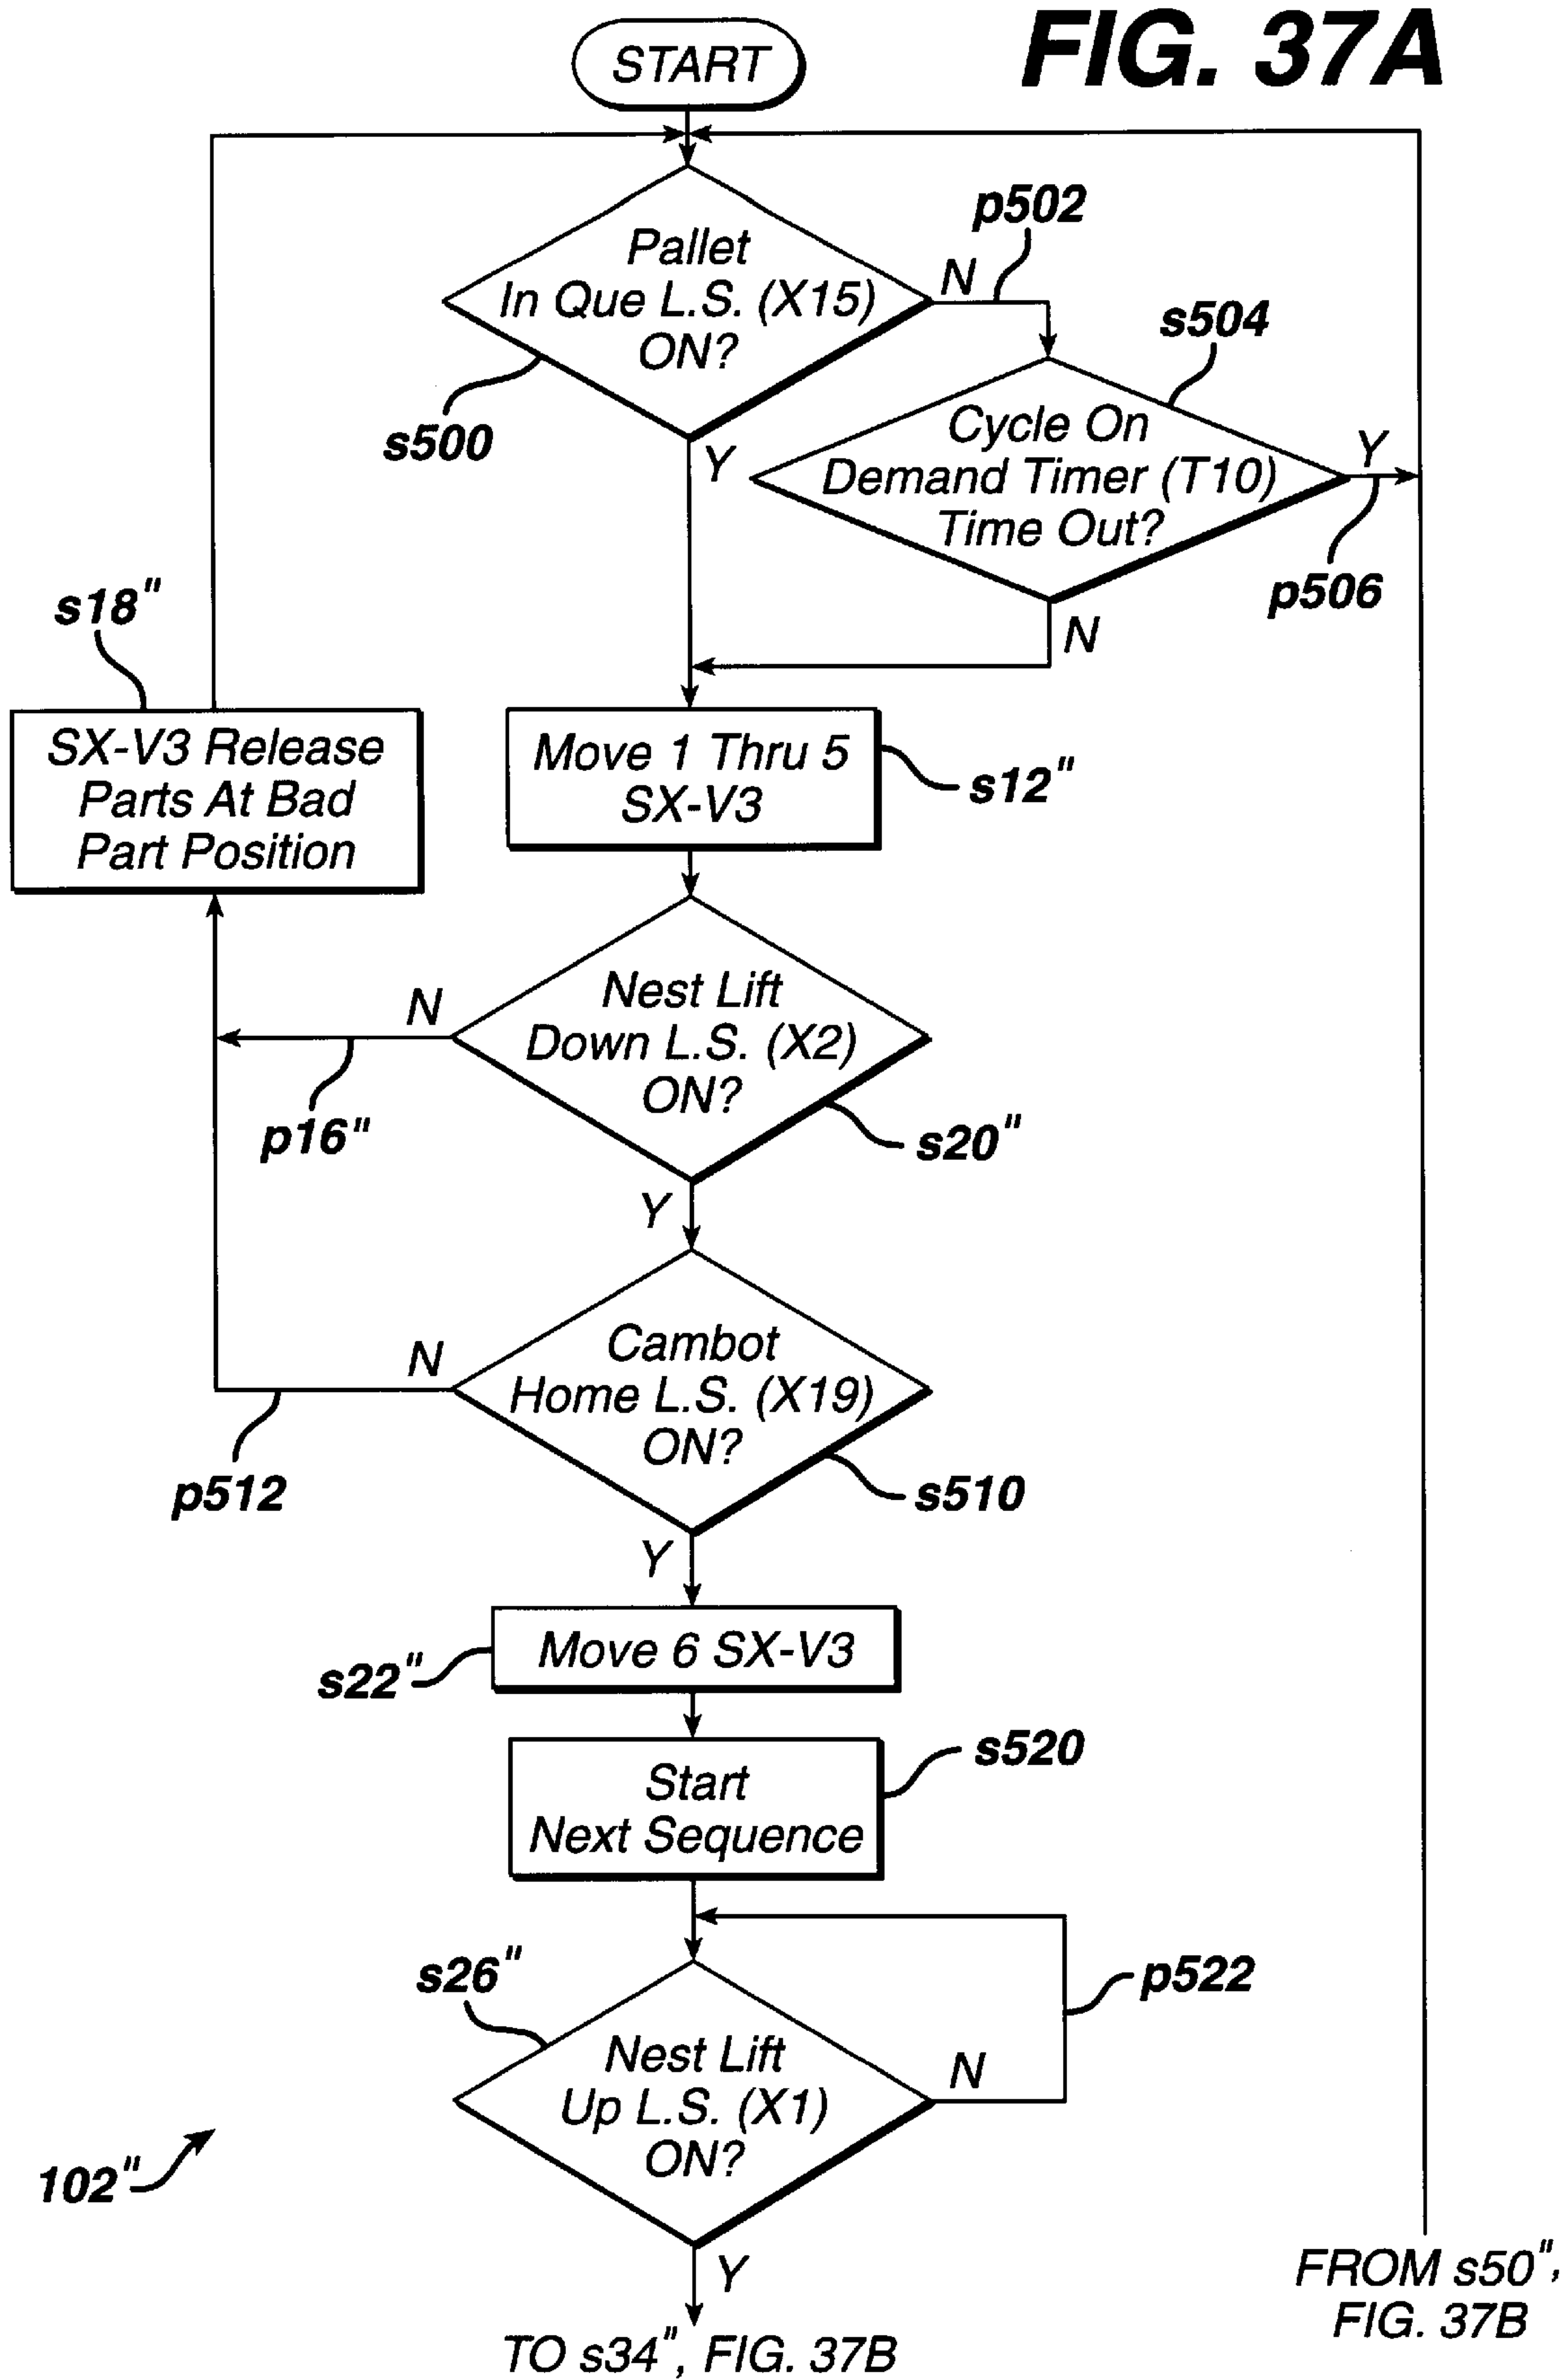 FIG. 37A
START
Pallet
In Que L.S. (X15)
ON?
N
p502
s500
Y
s504
Cycle On
Demand Timer (T10)
Time Out?
Y
p506
N
s18"
SX-V3 Release
Parts At Bad
Part Position
Move 1 Thru 5
SX-V3
s12"
Nest Lift
Down L.S. (X2)
ON?
N
p16"
s20"
Y
Cambot
Home L.S. (X19)
ON?
N
p512
s510
Y
Move 6 SX-V3
s22"
Start
Next Sequence
s520
s26"
Nest Lift
Up L.S. (X1)
ON?
N
p522
102"
Y
TO s34", FIG. 37B
FROM s50",
FIG. 37B